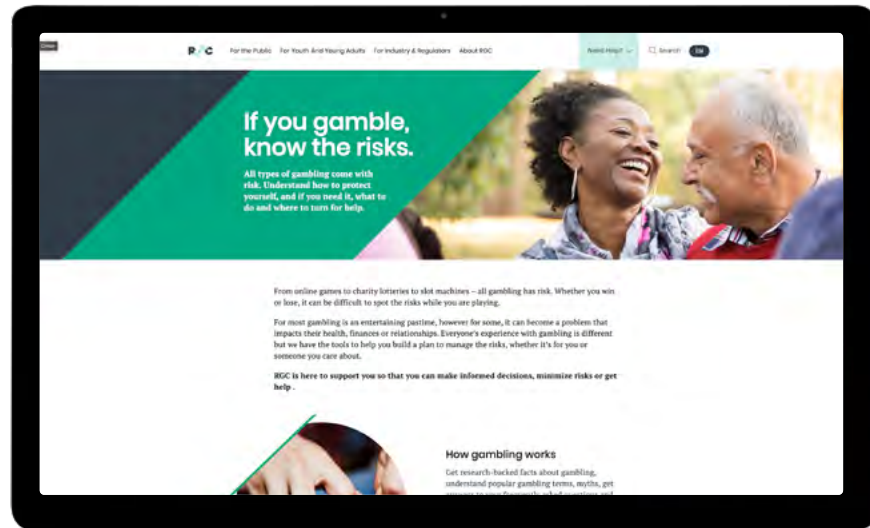 RGC
For the Public For Youth And Young Adults For Industry & Regulators About RGC Need Help? Search EN
If you gamble,
know the risks.
All types of gambling come with
risk. Understand how to protect
yourself, and if you need it, what to
do and where to turn for help.
From online games to charity lotteries to slot machines – all gambling has risk. Whether you win
or lose, it can be difficult to spot the risks while you are playing.
For most gambling is an entertaining pastime, however for some, it can become a problem that
impacts their health, finances or relationships. Everyone's experience with gambling is different
but we have the tools to help you build a plan to manage the risks, whether it's for you or
someone you care about.
RGC is here to support you so that you can make informed decisions, minimize risks or get
help .
How gambling works
Get research-backed facts about gambling,
understand popular gambling terms, myths, get
answers to your frequently asked questions and